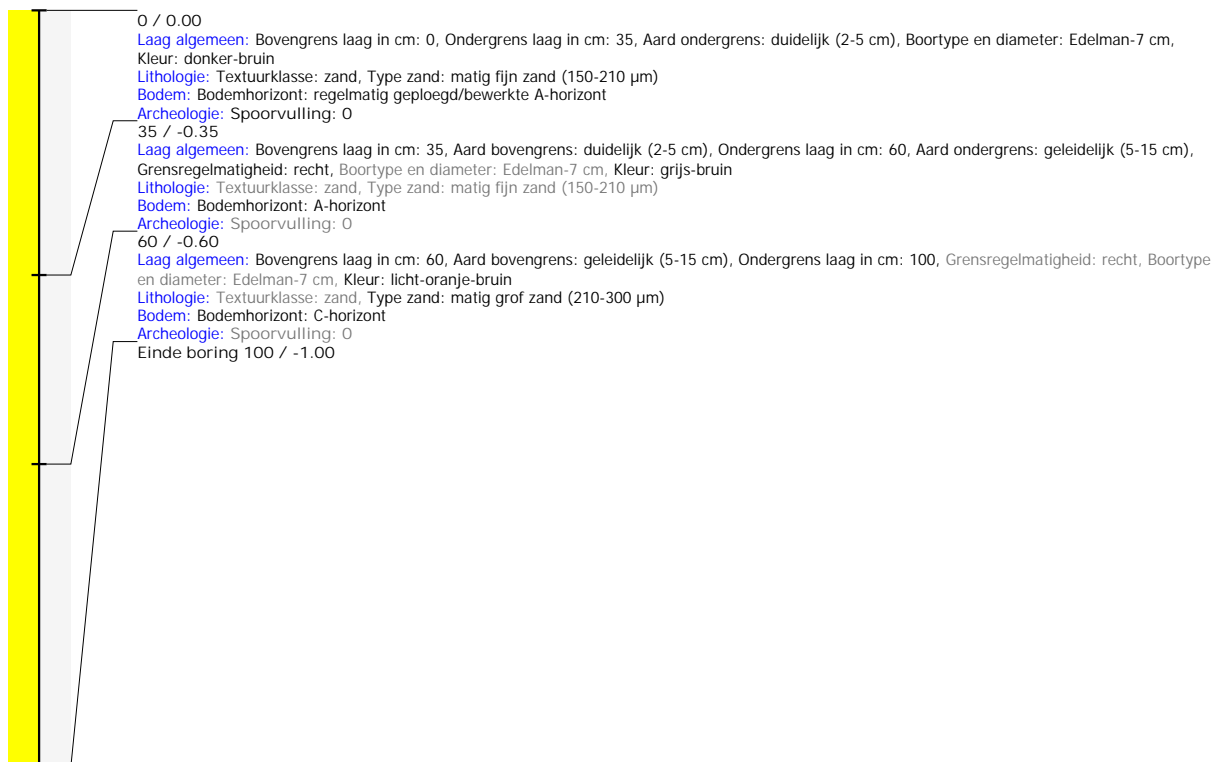 0 / 0.00
Laag algemeen: Bovengrens laag in cm: 0, Ondergrens laag in cm: 35, Aard ondergrens: duidelijk (2-5 cm), Boortype en diameter: Edelman-7 cm,
Kleur: donker-bruin
Lithologie: Textuurklasse: zand, Type zand: matig fijn zand (150-210 µm)
Bodem: Bodemhorizont: regelmatig geploegd/bewerkte A-horizont
Archeologie: Spoorvulling: 0
35 / -0.35
Laag algemeen: Bovengrens laag in cm: 35, Aard bovengrens: duidelijk (2-5 cm), Ondergrens laag in cm: 60, Aard ondergrens: geleidelijk (5-15 cm),
Grensregelmatigheid: recht, Boortype en diameter: Edelman-7 cm, Kleur: grijs-bruin
Lithologie: Textuurklasse: zand, Type zand: matig fijn zand (150-210 µm)
Bodem: Bodemhorizont: A-horizont
Archeologie: Spoorvulling: 0
60 / -0.60
Laag algemeen: Bovengrens laag in cm: 60, Aard bovengrens: geleidelijk (5-15 cm), Ondergrens laag in cm: 100, Grensregelmatigheid: recht, Boortype
en diameter: Edelman-7 cm, Kleur: licht-oranje-bruin
Lithologie: Textuurklasse: zand, Type zand: matig grof zand (210-300 µm)
Bodem: Bodemhorizont: C-horizont
Archeologie: Spoorvulling: 0
Einde boring 100 / -1.00